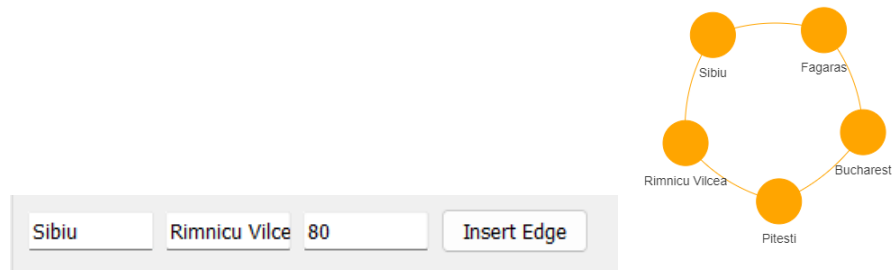 Sibiu
Fagaras
Rimnicu Vilcea
Bucharest
Pitesti
Sibiu Rimnicu Vilce 80 Insert Edge